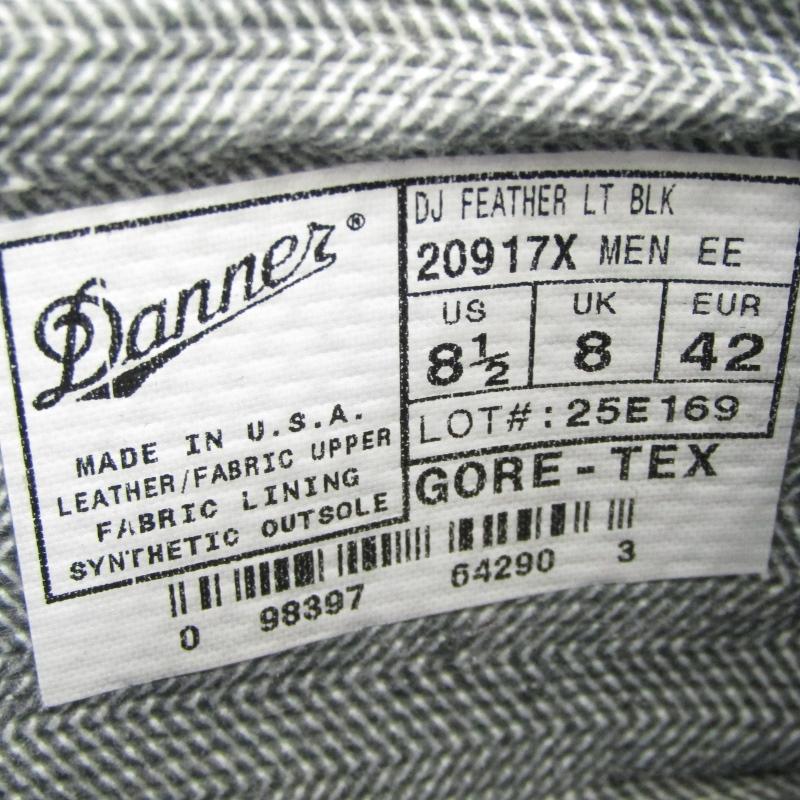 Danner®
MADE IN U.S.A.
LEATHER/FABRIC UPPER
FABRIC LINING
SYNTHETIC OUTSOLE
DJ FEATHER LT BLK
20917X MEN EE
US UK EUR
8½ 8 42
LOT#:25E169
GORE-TEX
0 98397 64290 3